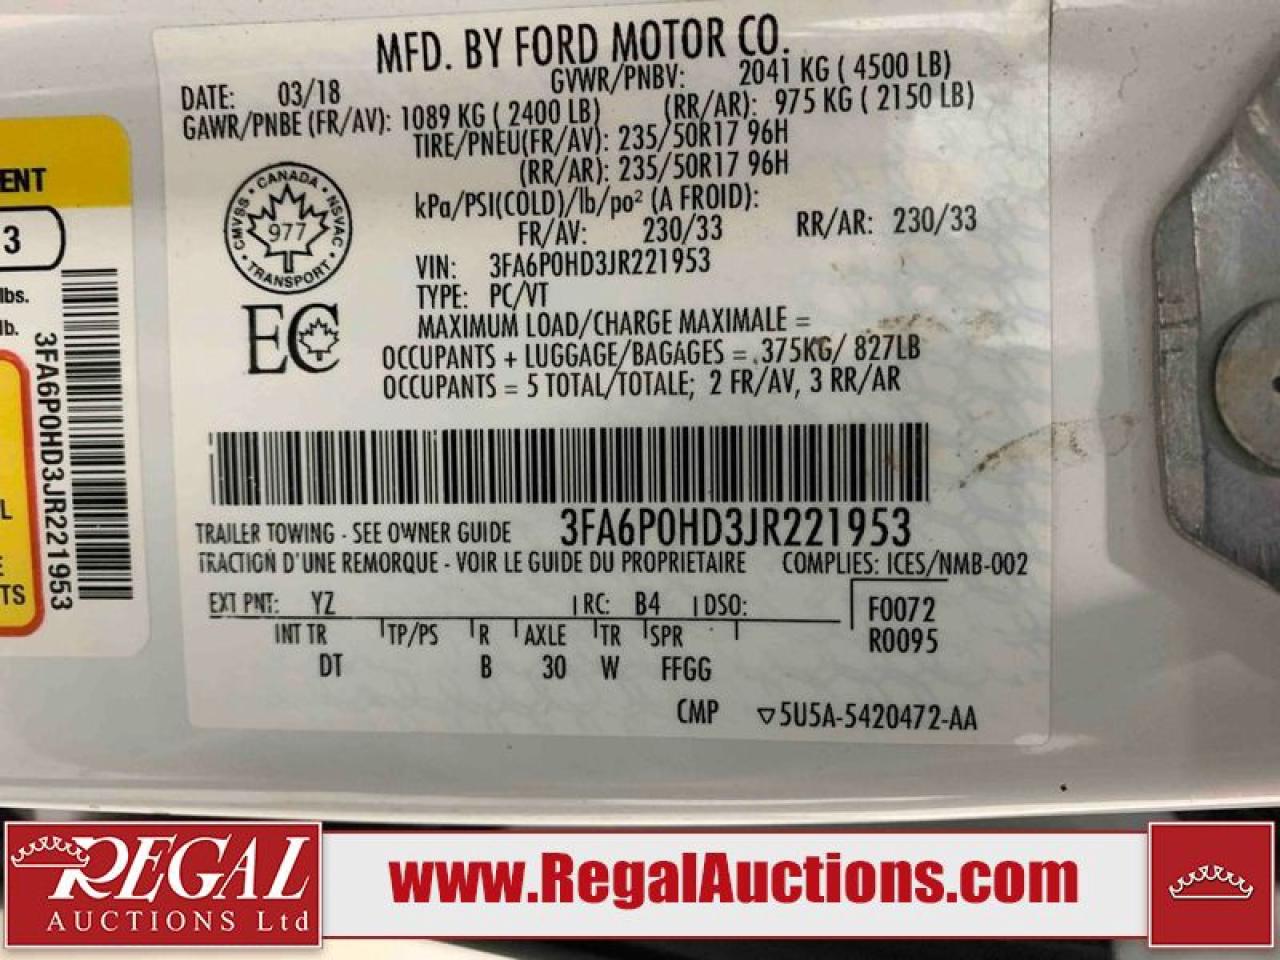 MFD. BY FORD MOTOR CO.
DATE: 03/18 GVWR/PNBV: 2041 KG ( 4500 LB)
GAWR/PNBE (FR/AV): 1089 KG ( 2400 LB) (RR/AR): 975 KG ( 2150 LB)
TIRE/PNEU(FR/AV): 235/50R17 96H
(RR/AR): 235/50R17 96H
kPa/PSI(COLD)/lb/po² (A FROID):
FR/AV: 230/33 RR/AR: 230/33
CANADA
CMVSS · NSVAC
977
TRANSPORT
VIN: 3FA6P0HD3JR221953
TYPE: PC/VT
EC
MAXIMUM LOAD/CHARGE MAXIMALE =
OCCUPANTS + LUGGAGE/BAGAGES = 375KG/ 827LB
OCCUPANTS = 5 TOTAL/TOTALE; 2 FR/AV, 3 RR/AR
TRAILER TOWING - SEE OWNER GUIDE 3FA6P0HD3JR221953
TRACTION D'UNE REMORQUE - VOIR LE GUIDE DU PROPRIETAIRE COMPLIES: ICES/NMB-002
EXT PNT: YZ RC: B4 DSO: F0072
INT TR TP/PS R AXLE TR SPR R0095
DT B 30 W FFGG
CMP ▽5U5A-5420472-AA
ENT
3
lbs.
lb.
L
E
TS
3FA6P0HD3JR221953
REGAL
AUCTIONS Ltd
www.RegalAuctions.com